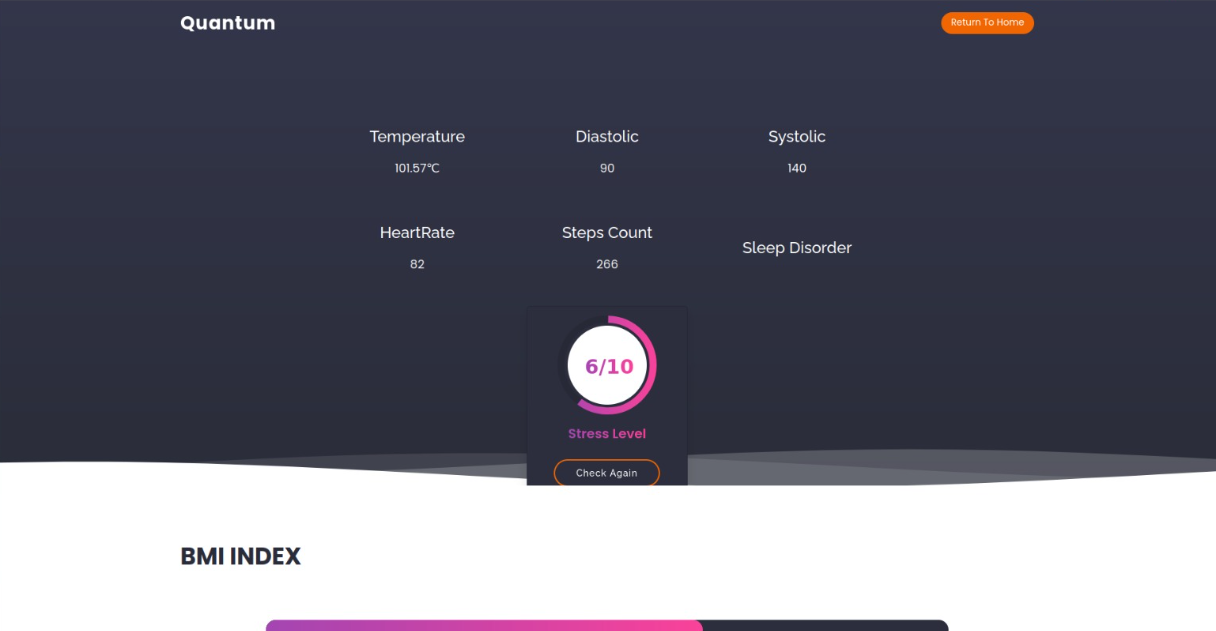 Quantum
Return To Home
Temperature
Diastolic
Systolic
101.57℃
90
140
HeartRate
Steps Count
Sleep Disorder
82
266
6/10
Stress Level
Check Again
BMI INDEX